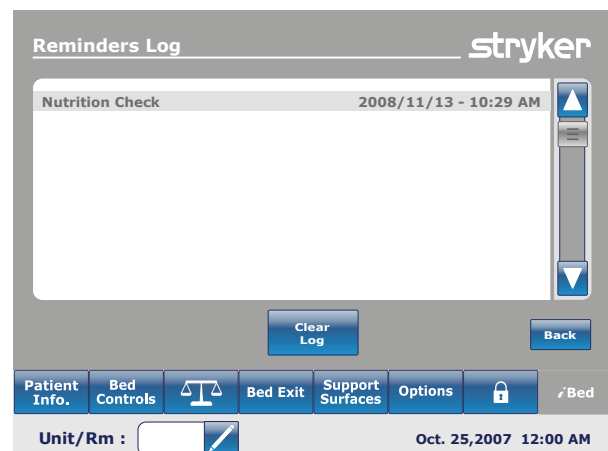 Reminders Log
stryker
Nutrition Check 2008/11/13 - 10:29 AM
Clear
Log
Back
Patient
Info.
Bed
Controls
Bed Exit
Support
Surfaces
Options
iBed
Unit/Rm :
Oct. 25,2007 12:00 AM